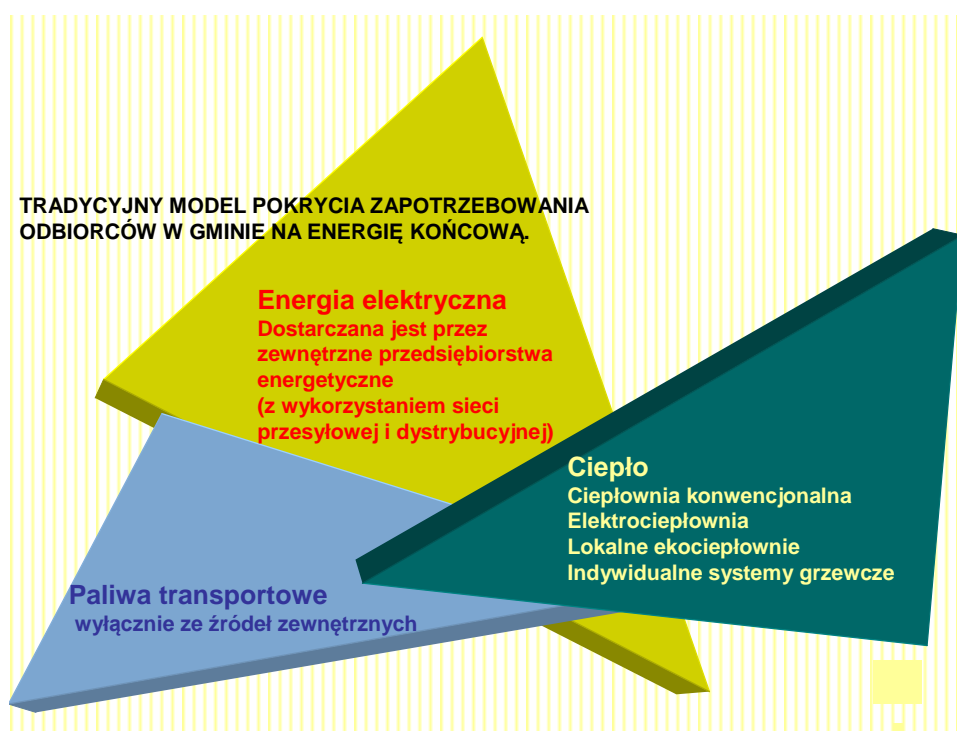 TRADYCYJNY MODEL POKRYCIA ZAPOTRZEBOWANIA
ODBIORCÓW W GMINIE NA ENERGIĘ KOŃCOWĄ.
Energia elektryczna
Dostarczana jest przez
zewnętrzne przedsiębiorstwa
energetyczne
(z wykorzystaniem sieci
przesyłowej i dystrybucyjnej)
Ciepło
Ciepłownia konwencjonalna
Elektrociepłownia
Lokalne ekociepłownie
Indywidualne systemy grzewcze
Paliwa transportowe
wyłącznie ze źródeł zewnętrznych